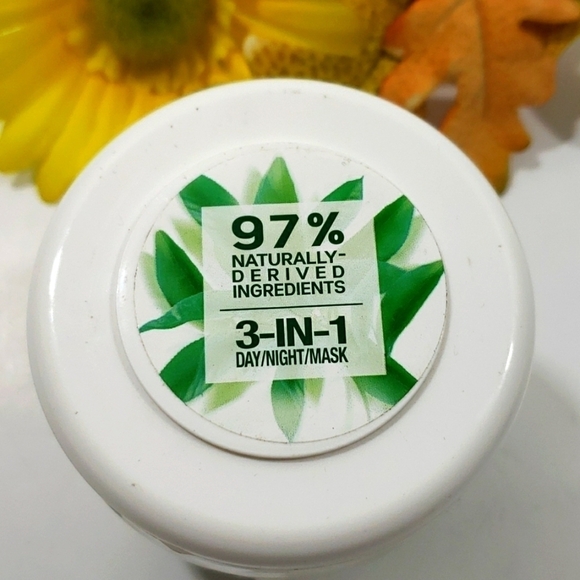 97%
NATURALLY-
DERIVED
INGREDIENTS
3-IN-1
DAY/NIGHT/MASK